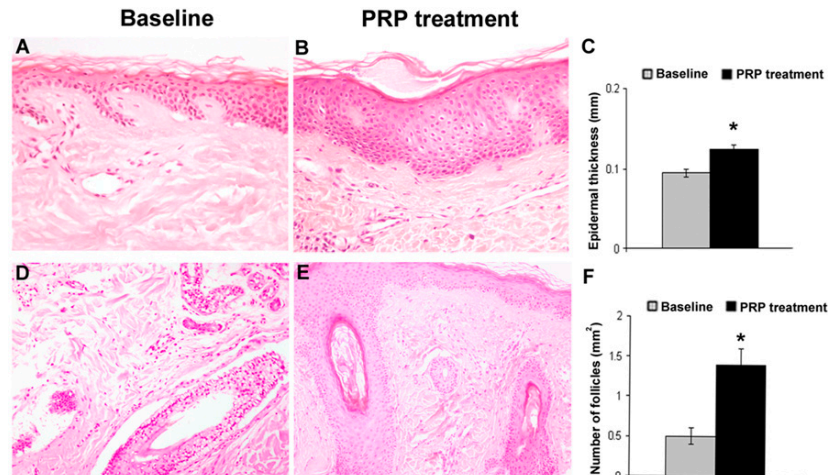 Baseline PRP treatment
A
B
C
Baseline PRP treatment
Epidermal thickness (mm)
0.2
*
0.1
0
D
E
F
Baseline PRP treatment
Number of follicles (mm²)
2
*
1.5
1
0.5